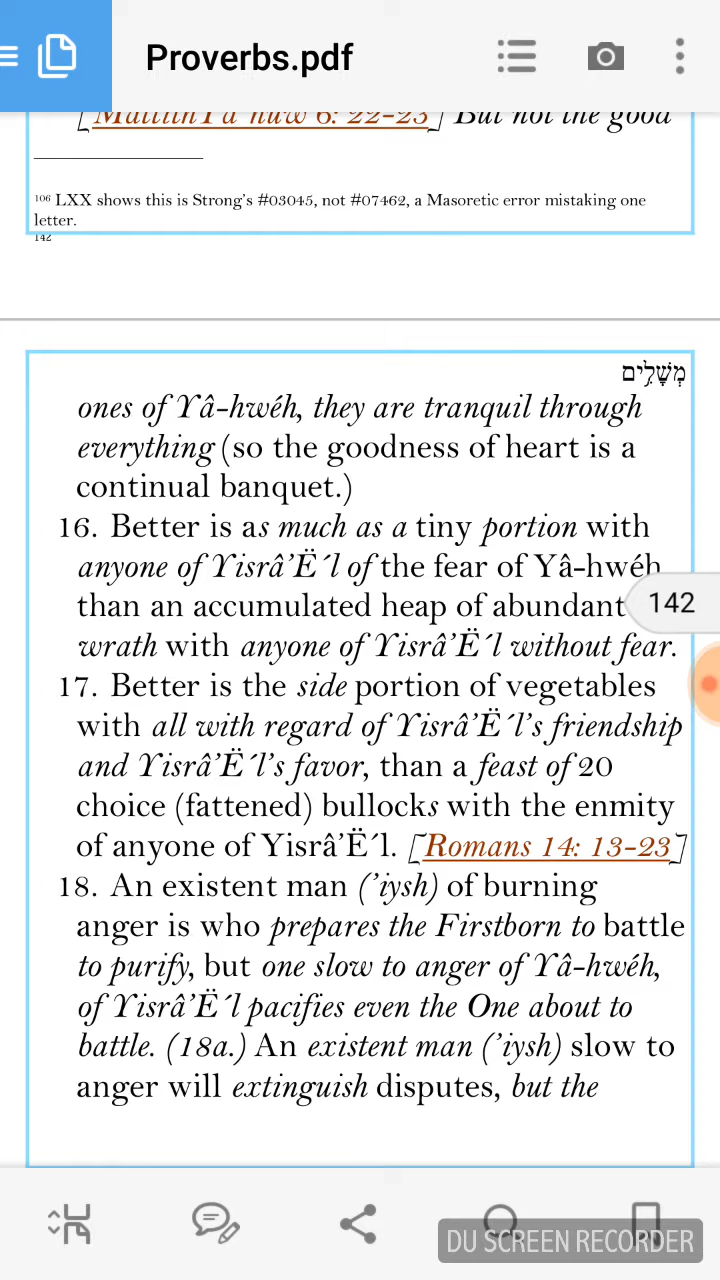 Proverbs.pdf
6: 22-23] But not the good
106 LXX shows this is Strong's #03045, not #07462, a Masoretic error mistaking one
letter.
142
מְשָׁלִ֑ים
ones of Yâ-hwéh, they are tranquil through
everything (so the goodness of heart is a
continual banquet.)
16. Better is as much as a tiny portion with
anyone of Yisrâ’Ë´l of the fear of Yâ-hwéh
than an accumulated heap of abundant
142
wrath with anyone of Yisrâ’Ë´l without fear.
17. Better is the side portion of vegetables
with all with regard of Yisrâ’Ë´l’s friendship
and Yisrâ’Ë´l’s favor, than a feast of 20
choice (fattened) bullocks with the enmity
of anyone of Yisrâ’Ë´l. [Romans 14: 13-23]
18. An existent man (’iysh) of burning
anger is who prepares the Firstborn to battle
to purify, but one slow to anger of Yâ-hwéh,
of Yisrâ’Ë´l pacifies even the One about to
battle. (18a.) An existent man (’iysh) slow to
anger will extinguish disputes, but the
DU SCREEN RECORDER